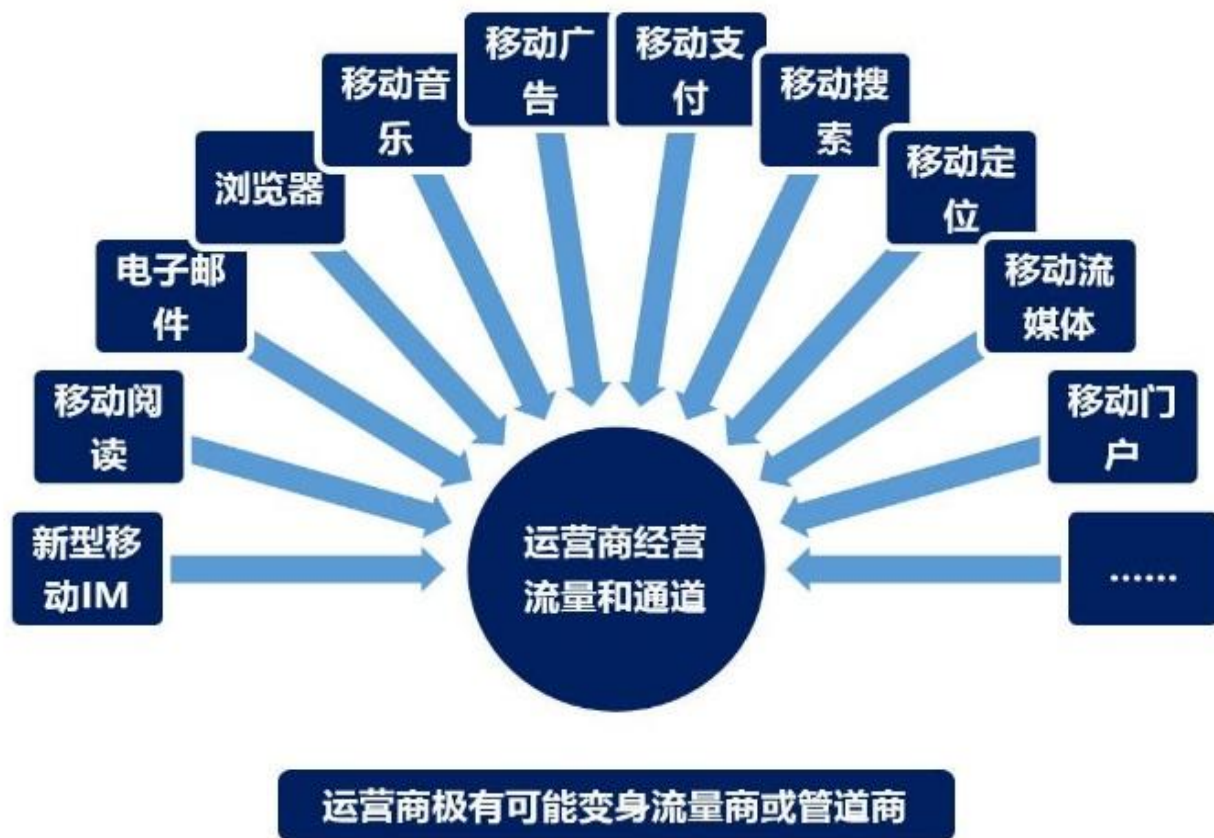 新型移
动IM
移动阅
读
电子邮
件
浏览器
移动音
乐
移动广
告
移动支
付
移动搜
索
移动定
位
移动流
媒体
移动门
户
……
运营商经营
流量和通道
运营商极有可能变身流量商或管道商